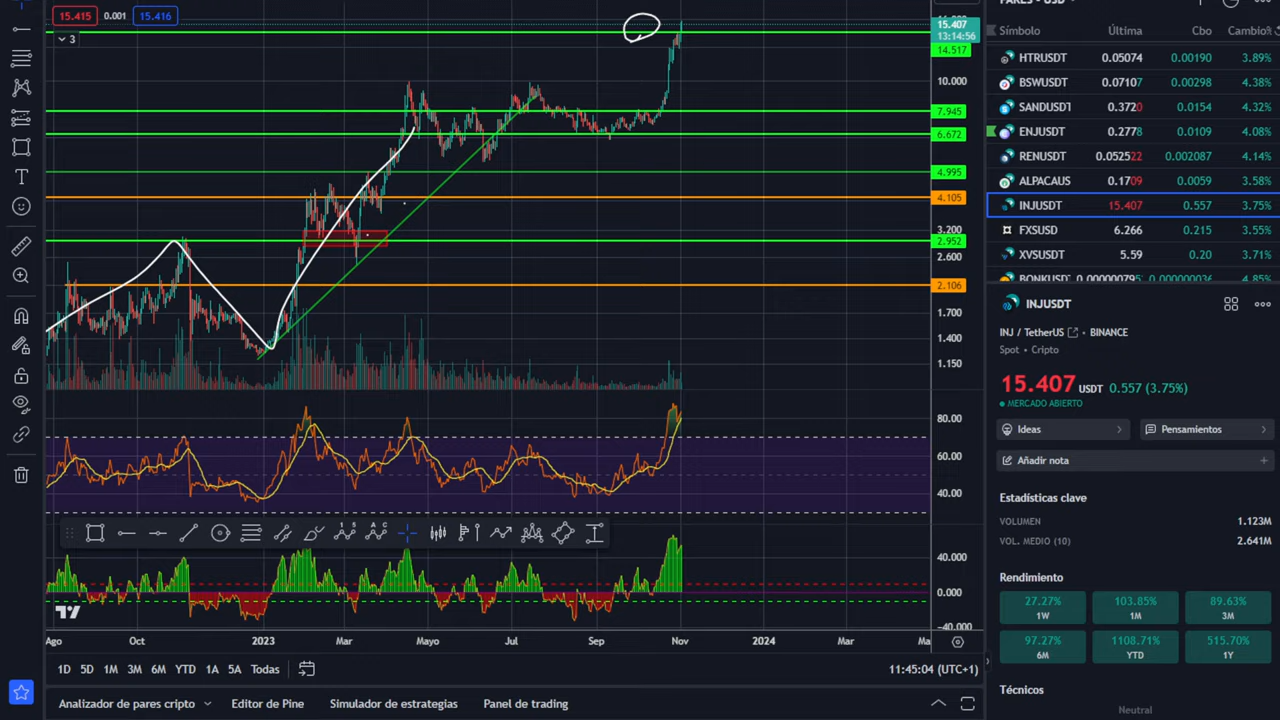 15.415 0.001 15.416
3
15.407
13:14:56
14.517
10.000
7.945
6.672
4.995
4.105
3.200
2.952
2.600
2.106
1.700
1.400
1.150
80.00
60.00
40.00
40.000
0.000
-40.000
Ago Oct 2023 Mar Mayo Jul Sep Nov 2024 Mar Ma
1D 5D 1M 3M 6M YTD 1A 5A Todas
11:45:04 (UTC+1)
Analizador de pares cripto Editor de Pine Simulador de estrategias Panel de trading
Símbolo Última Cbo Cambio%
HTRUSDT 0.05074 0.00190 3.89%
BSWUSDT 0.07107 0.00298 4.38%
SANDUSDT 0.3720 0.0154 4.32%
ENJUSDT 0.2778 0.0109 4.08%
RENUSDT 0.052522 0.002087 4.14%
ALPACAUS 0.1709 0.0059 3.58%
INJUSDT 15.407 0.557 3.75%
FXSUSD 6.266 0.215 3.55%
XVSUSDT 5.59 0.20 3.71%
BONKUSDT 4.85%
INJUSDT
INJ / TetherUS • BINANCE
Spot • Cripto
15.407 USDT 0.557 (3.75%)
MERCADO ABIERTO
Ideas Pensamientos
Añadir nota
Estadísticas clave
VOLUMEN 1.123M
VOL. MEDIO (10) 2.641M
Rendimiento
27.27% 103.85% 89.63%
1W 1M 3M
97.27% 1108.71% 515.70%
6M YTD 1Y
Técnicos
Neutral